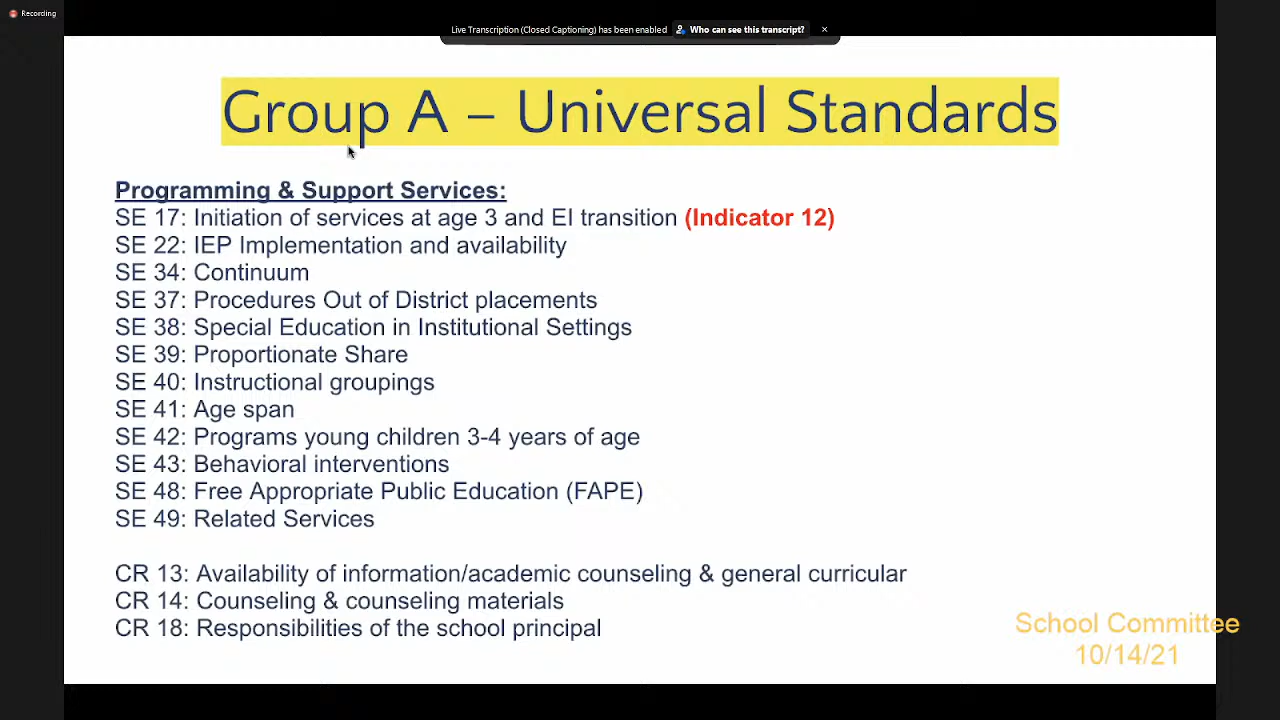 Recording
Live Transcription (Closed Captioning) has been enabled Who can see this transcript? ×
Group A – Universal Standards
Programming & Support Services:
SE 17: Initiation of services at age 3 and EI transition (Indicator 12)
SE 22: IEP Implementation and availability
SE 34: Continuum
SE 37: Procedures Out of District placements
SE 38: Special Education in Institutional Settings
SE 39: Proportionate Share
SE 40: Instructional groupings
SE 41: Age span
SE 42: Programs young children 3-4 years of age
SE 43: Behavioral interventions
SE 48: Free Appropriate Public Education (FAPE)
SE 49: Related Services
CR 13: Availability of information/academic counseling & general curricular
CR 14: Counseling & counseling materials
CR 18: Responsibilities of the school principal
School Committee
10/14/21